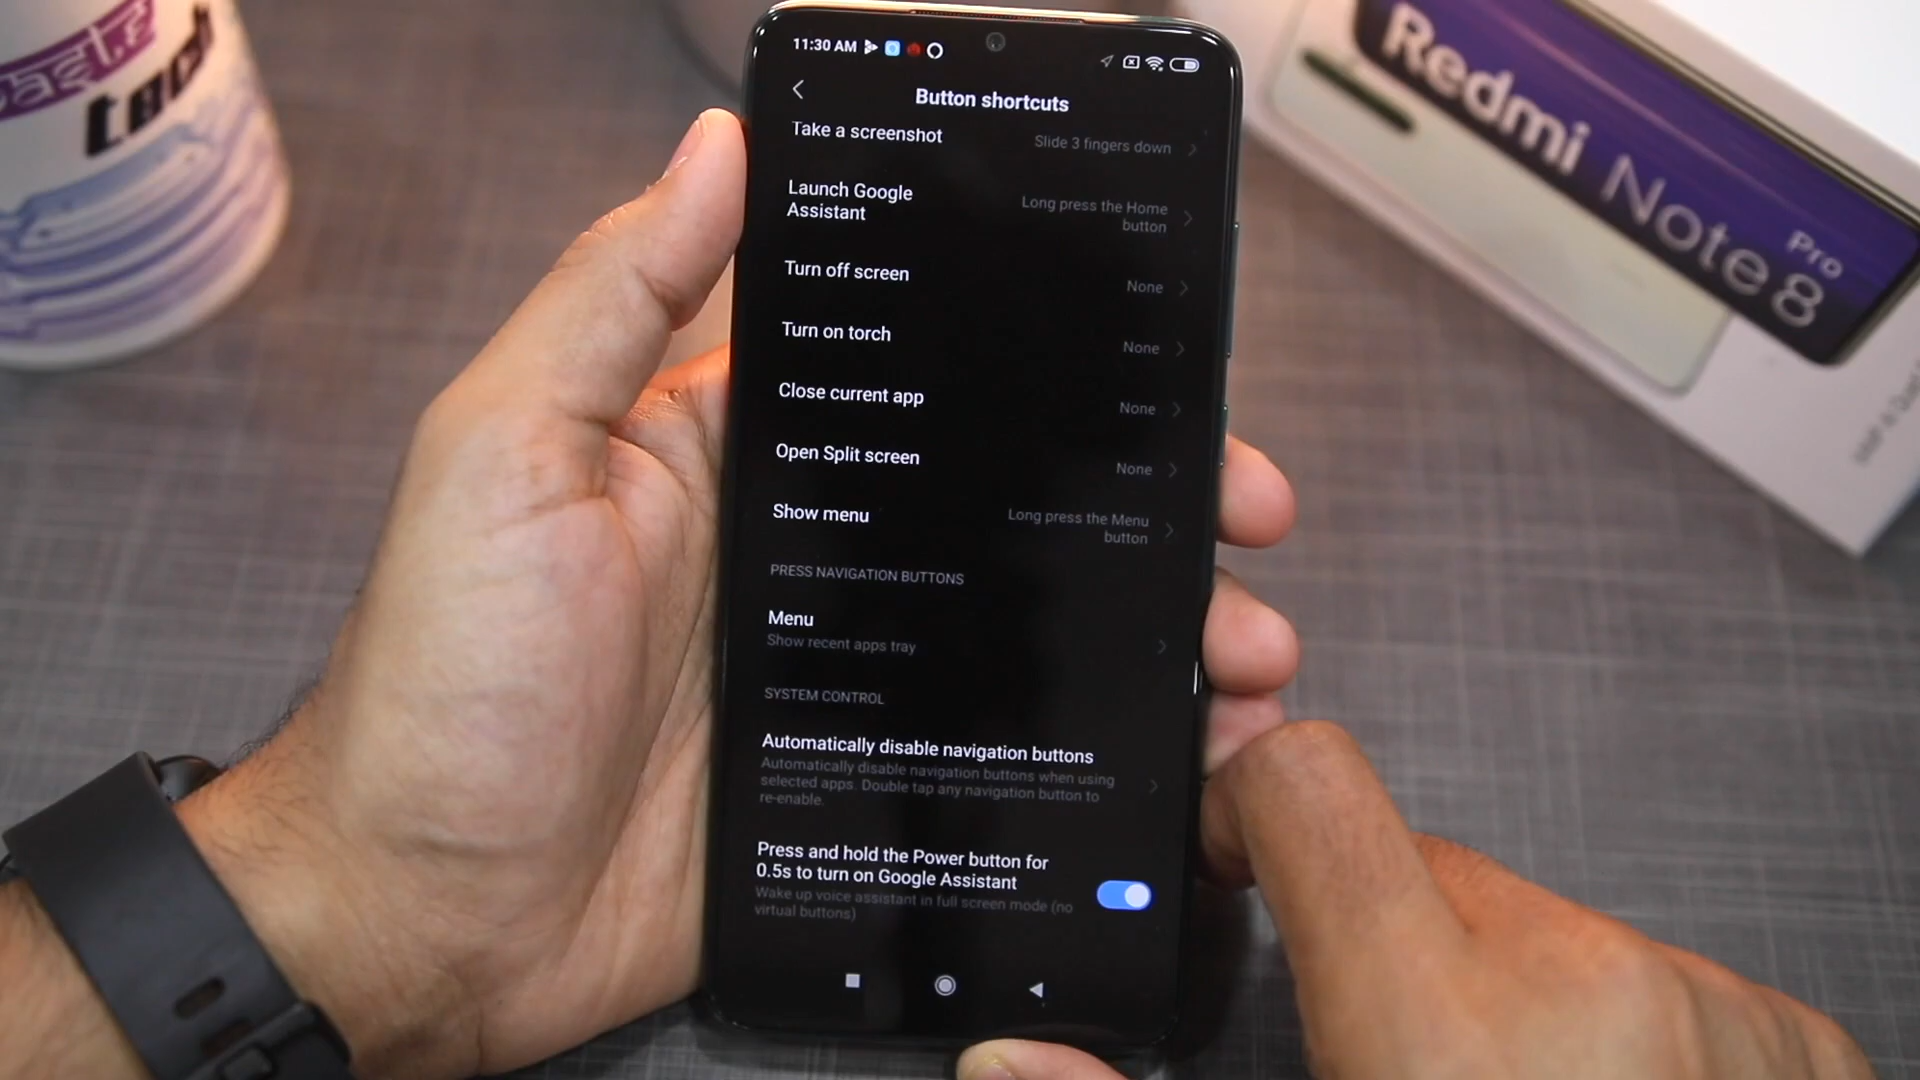 tech
Redmi Note 8
Pro
11:30 AM
Button shortcuts
Take a screenshot
Slide 3 fingers down
Launch Google
Assistant
Long press the Home
button
Turn off screen
None
Turn on torch
None
Close current app
None
Open Split screen
None
Show menu
Long press the Menu
button
PRESS NAVIGATION BUTTONS
Menu
Show recent apps tray
SYSTEM CONTROL
Automatically disable navigation buttons
Automatically disable navigation buttons when using
selected apps. Double tap any navigation button to
re-enable.
Press and hold the Power button for
0.5s to turn on Google Assistant
Wake up voice assistant in full screen mode (no
virtual buttons)